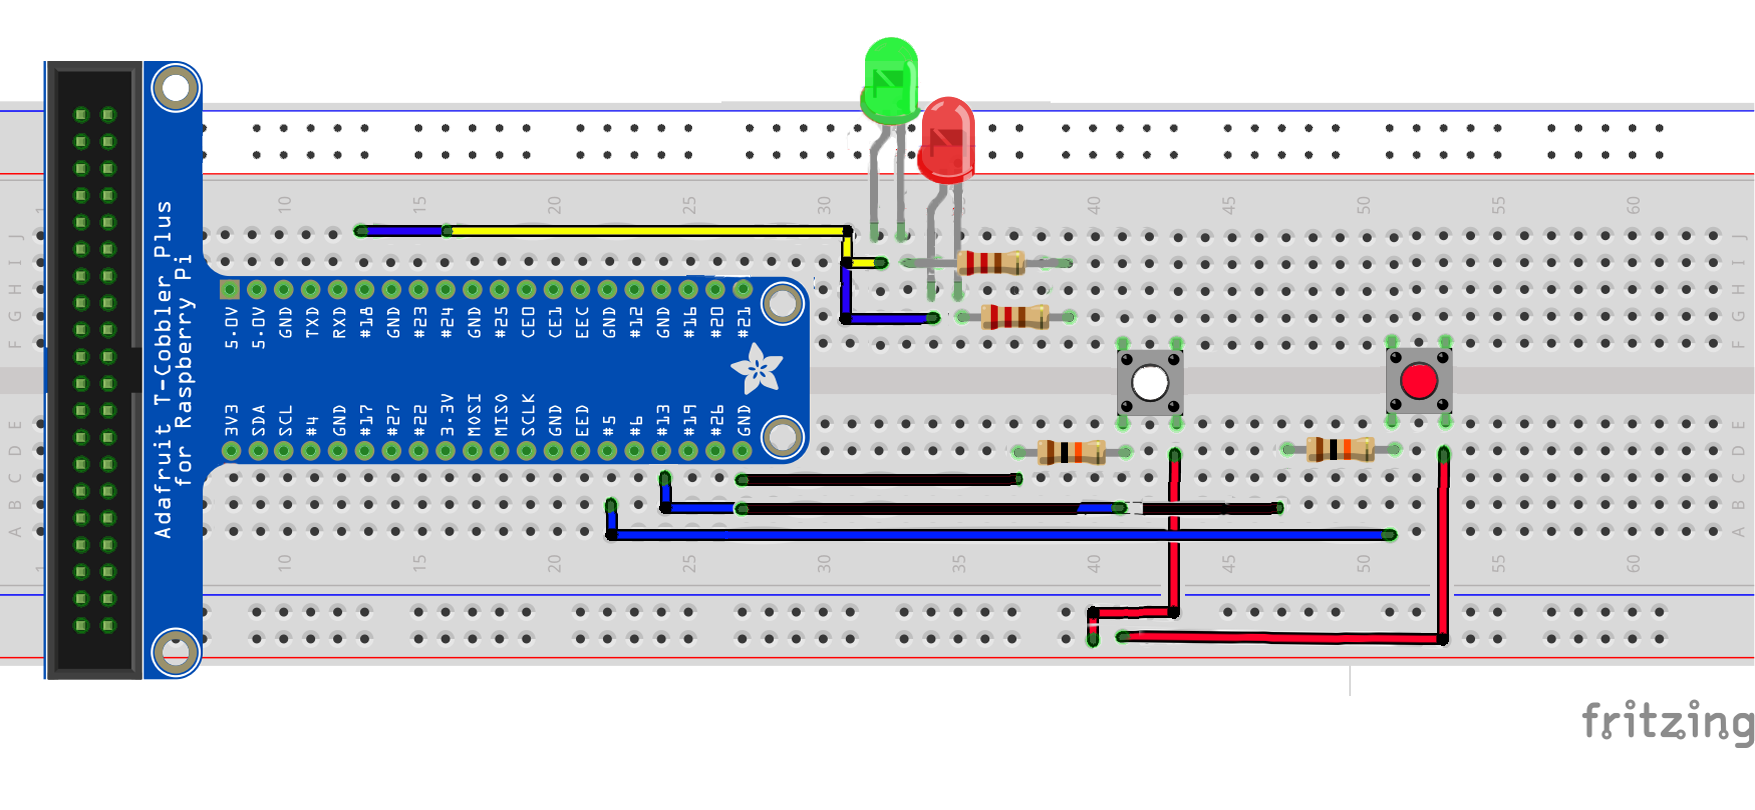 1 10 15 20 25 30 35 40 45 50 55 60
J
I
H
G
F
E
D
C
B
A
J
I
H
G
F
E
D
C
B
A
Adafruit T-Cobbler Plus
for Raspberry Pi
5.0V 5.0V GND TXD RXD #18 GND #23 #24 GND #25 CE0 CE1 EEC GND #12 GND #16 #20 #21
3V3 SDA SCL #4 GND #17 #27 #22 3.3V MOSI MISO SCLK GND EED #5 #6 #13 #19 #26 GND
1 10 15 20 25 30 35 40 45 50 55 60
fritzing